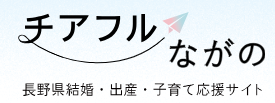 チアフル
ながの
長野県結婚・出産・子育て応援サイト